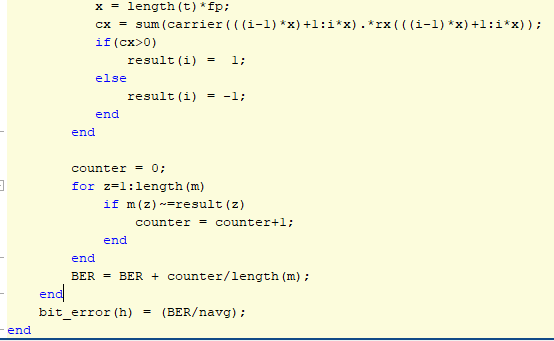 x = length(t)*fp;
cx = sum(carrier(((i-1)*x)+1:i*x).*rx(((i-1)*x)+1:i*x));
if(cx>0)
result(i) =  1;
else
result(i) = -1;
end
end
counter = 0;
for z=1:length(m)
if m(z)~=result(z)
counter = counter+1;
end
end
BER = BER + counter/length(m);
end
bit_error(h) = (BER/navg);
end